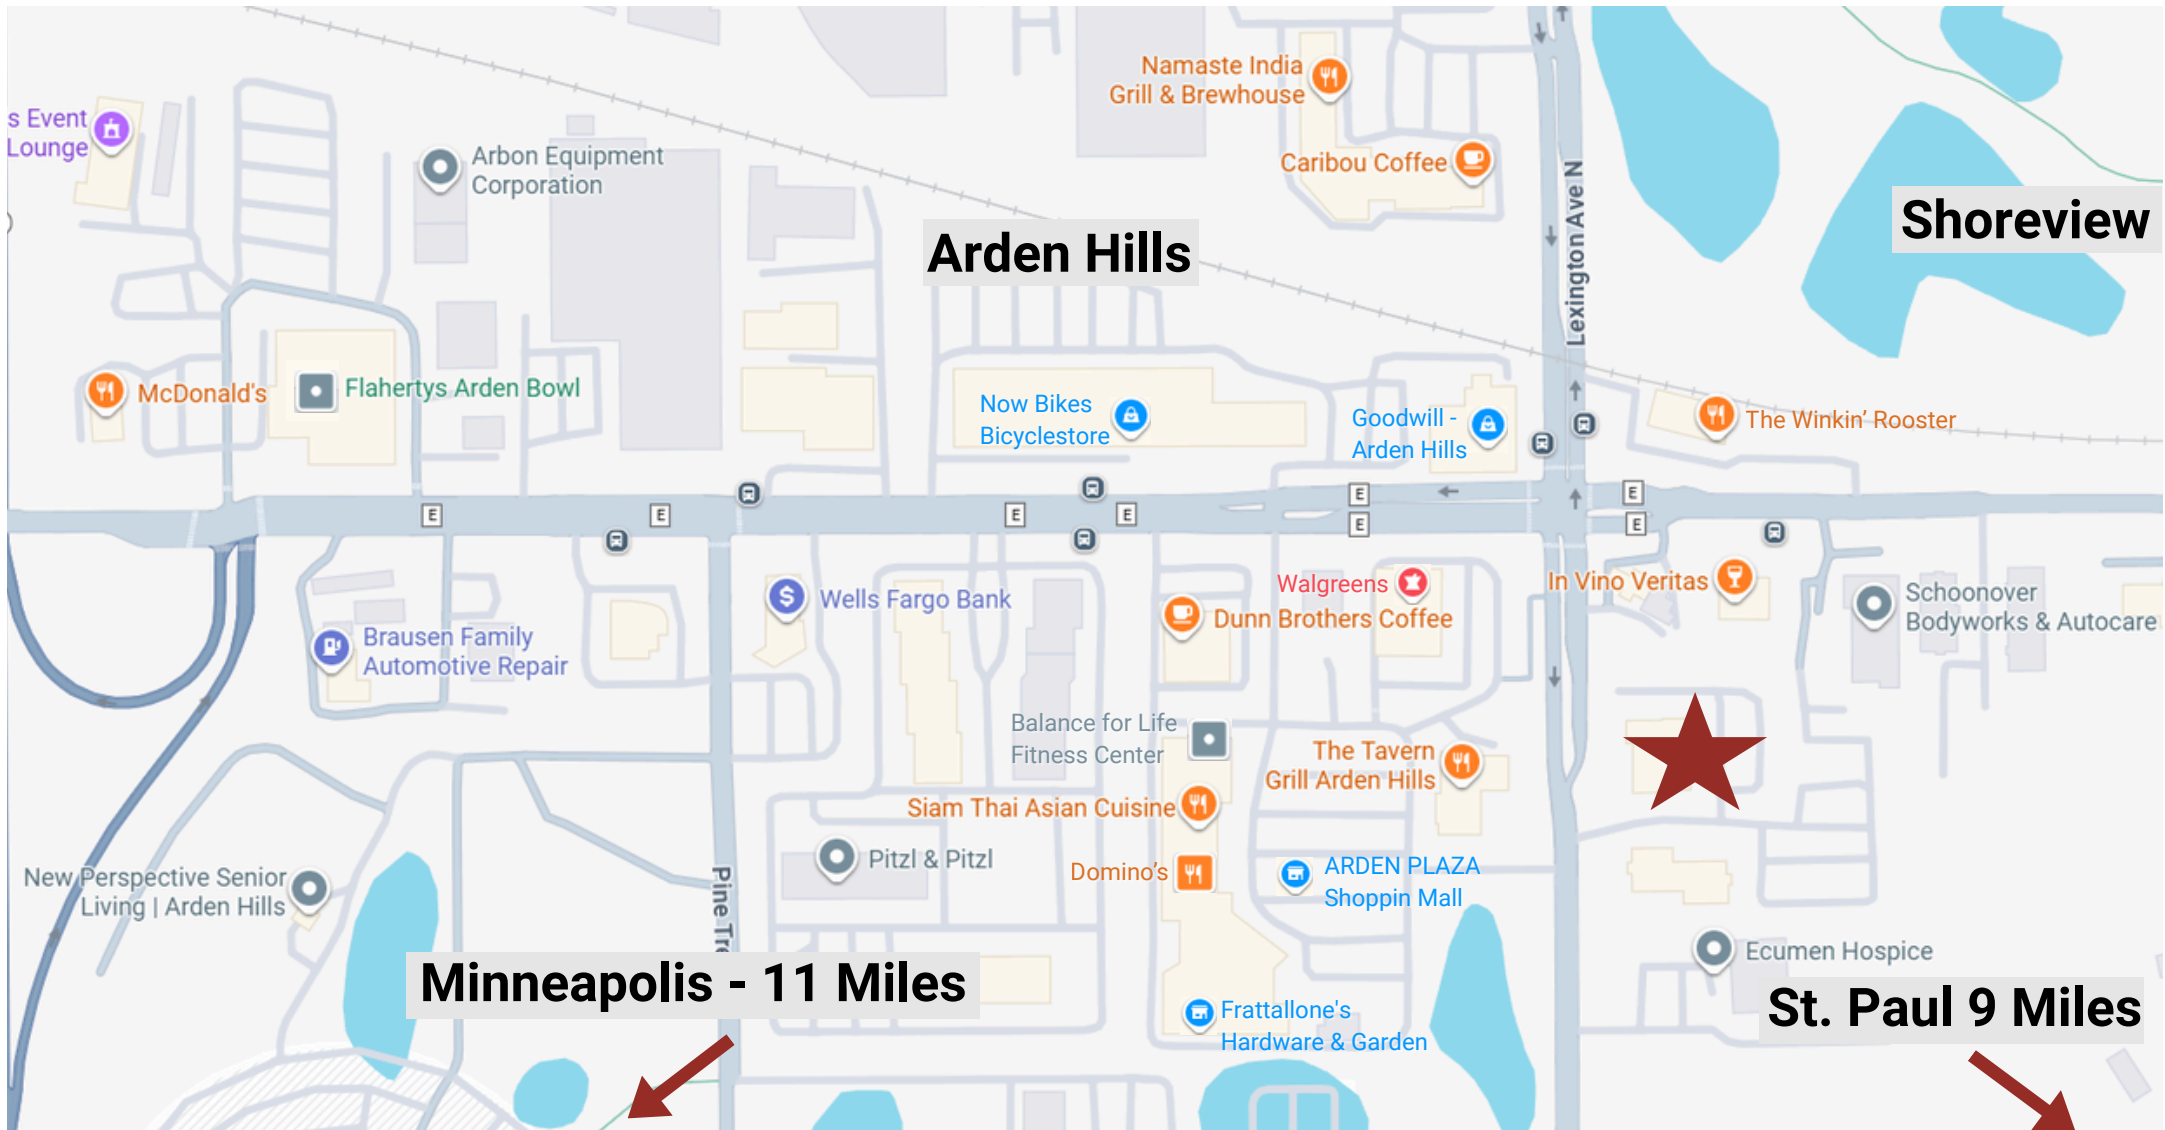 Namaste India
Grill & Brewhouse
s Event
Lounge
Arbon Equipment
Corporation
Caribou Coffee
Lexington Ave N
Shoreview
Arden Hills
McDonald's
Flahertys Arden Bowl
Now Bikes
Bicyclestore
Goodwill -
Arden Hills
The Winkin' Rooster
E
E
E
E
E
E
E
E
Wells Fargo Bank
Walgreens
Dunn Brothers Coffee
In Vino Veritas
Schoonover
Bodyworks & Autocare
Brausen Family
Automotive Repair
Balance for Life
Fitness Center
The Tavern
Grill Arden Hills
Siam Thai Asian Cuisine
Pitzl & Pitzl
Domino's
ARDEN PLAZA
Shoppin Mall
New Perspective Senior
Living | Arden Hills
Pine Tre
Ecumen Hospice
Minneapolis - 11 Miles
St. Paul 9 Miles
Frattallone's
Hardware & Garden